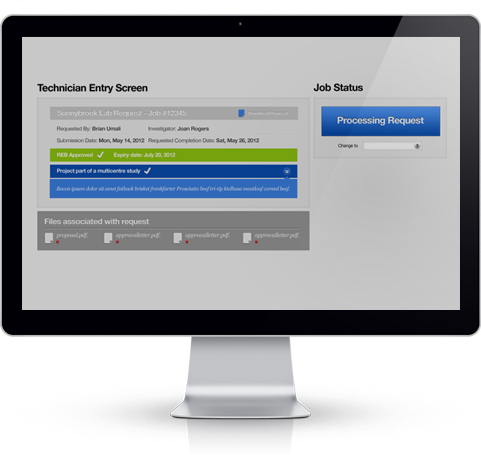 Technician Entry Screen
Job Status
Sunnybrook Lab Request - Job #12345
Requested By: Brian Umali
Investigator: Joan Rogers
Submission Date: Mon, May 14, 2012
Requested Completion Date: Sat, May 26, 2012
REB Approved
Expiry date: July 20, 2012
Project part of a multicentre study
Bacon ipsum dolor sit amet fatback brisket frankfurter Prosciutto beef tri-tip kielbasa meatloaf corned beef.
Processing Request
Change to
Files associated with request
proposal.pdf.
approvalletter.pdf.
approvalletter.pdf.
approvalletter.pdf.